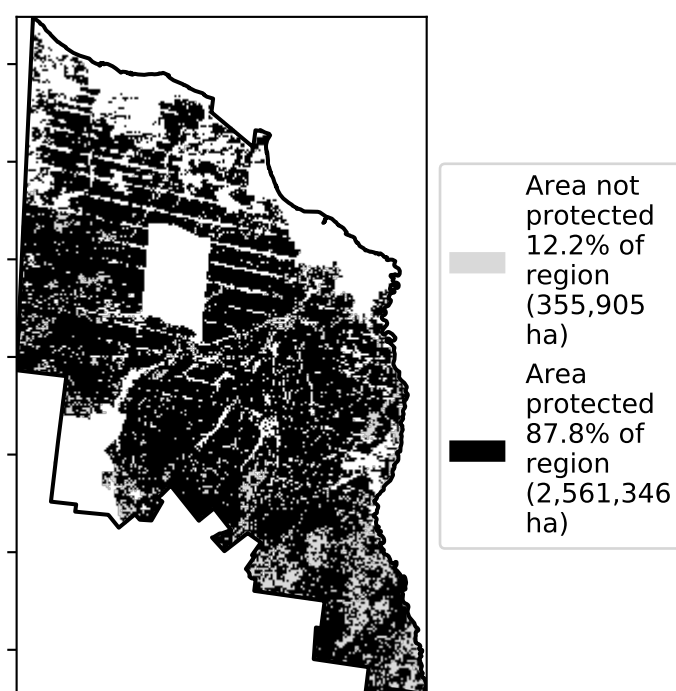 Area not
protected
12.2% of
region
(355,905
ha)
Area
protected
87.8% of
region
(2,561,346
ha)